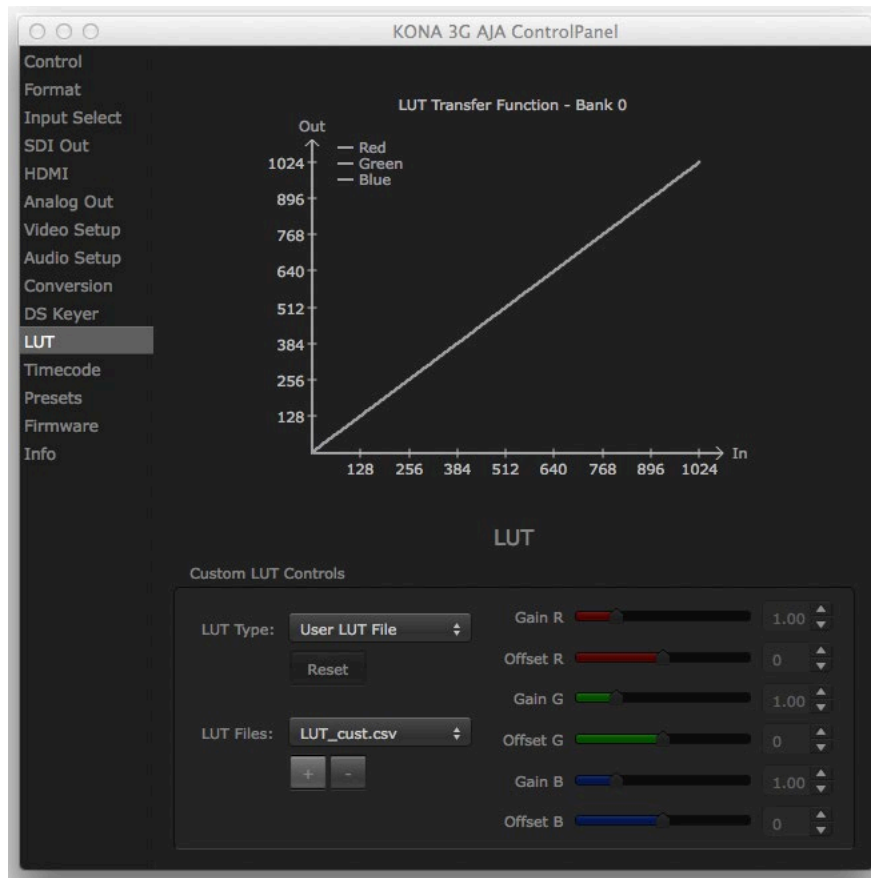 KONA 3G AJA ControlPanel
Control
Format
Input Select
SDI Out
HDMI
Analog Out
Video Setup
Audio Setup
Conversion
DS Keyer
LUT
Timecode
Presets
Firmware
Info
LUT Transfer Function - Bank 0
Out
Red
Green
Blue
1024
896
768
640
512
384
256
128
128 256 384 512 640 768 896 1024
In
LUT
Custom LUT Controls
LUT Type: User LUT File
Reset
LUT Files: LUT_cust.csv
+ -
Gain R 1.00
Offset R 0
Gain G 1.00
Offset G 0
Gain B 1.00
Offset B 0